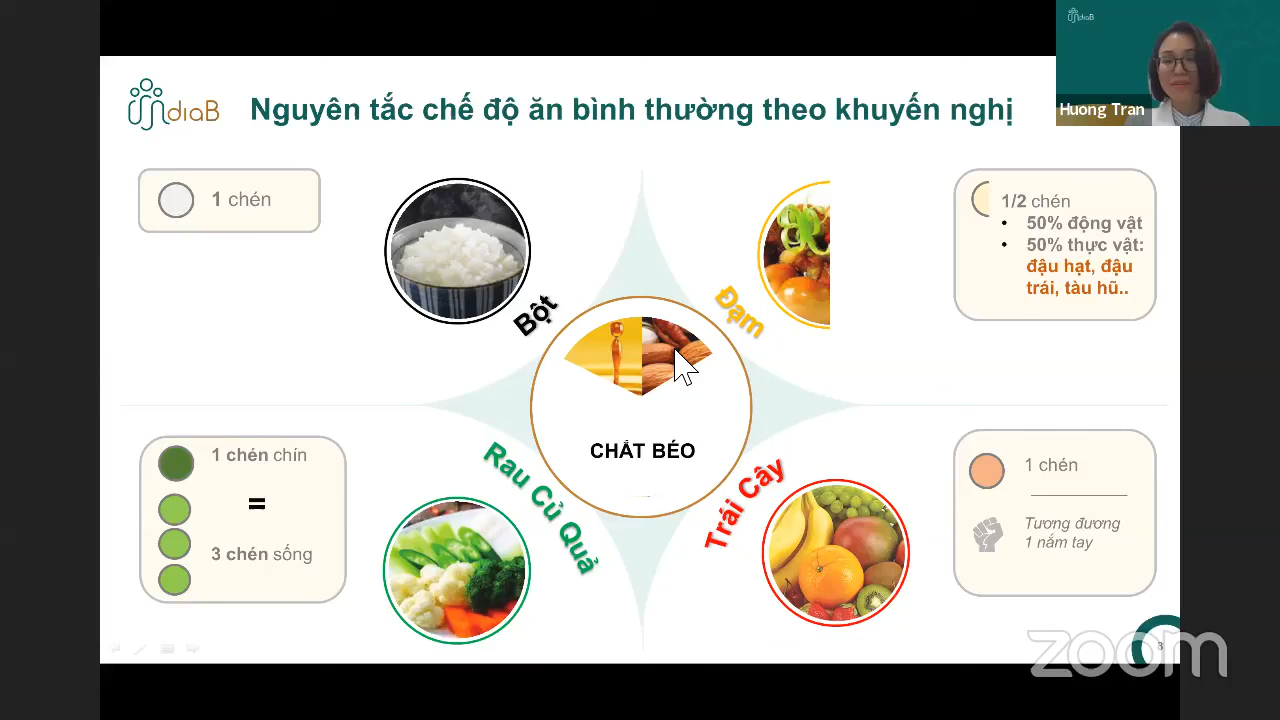 dıaB
Nguyên tắc chế độ ăn bình thường theo khuyến nghị
dıaB
Huong Tran
1 chén
Bột
Đạm
1/2 chén
• 50% động vật
• 50% thực vật:
đậu hạt, đậu
trái, tàu hũ..
CHẤT BÉO
1 chén chín
=
3 chén sống
Rau Củ Quả
Trái Cây
1 chén
Tương đương
1 nắm tay
zoom